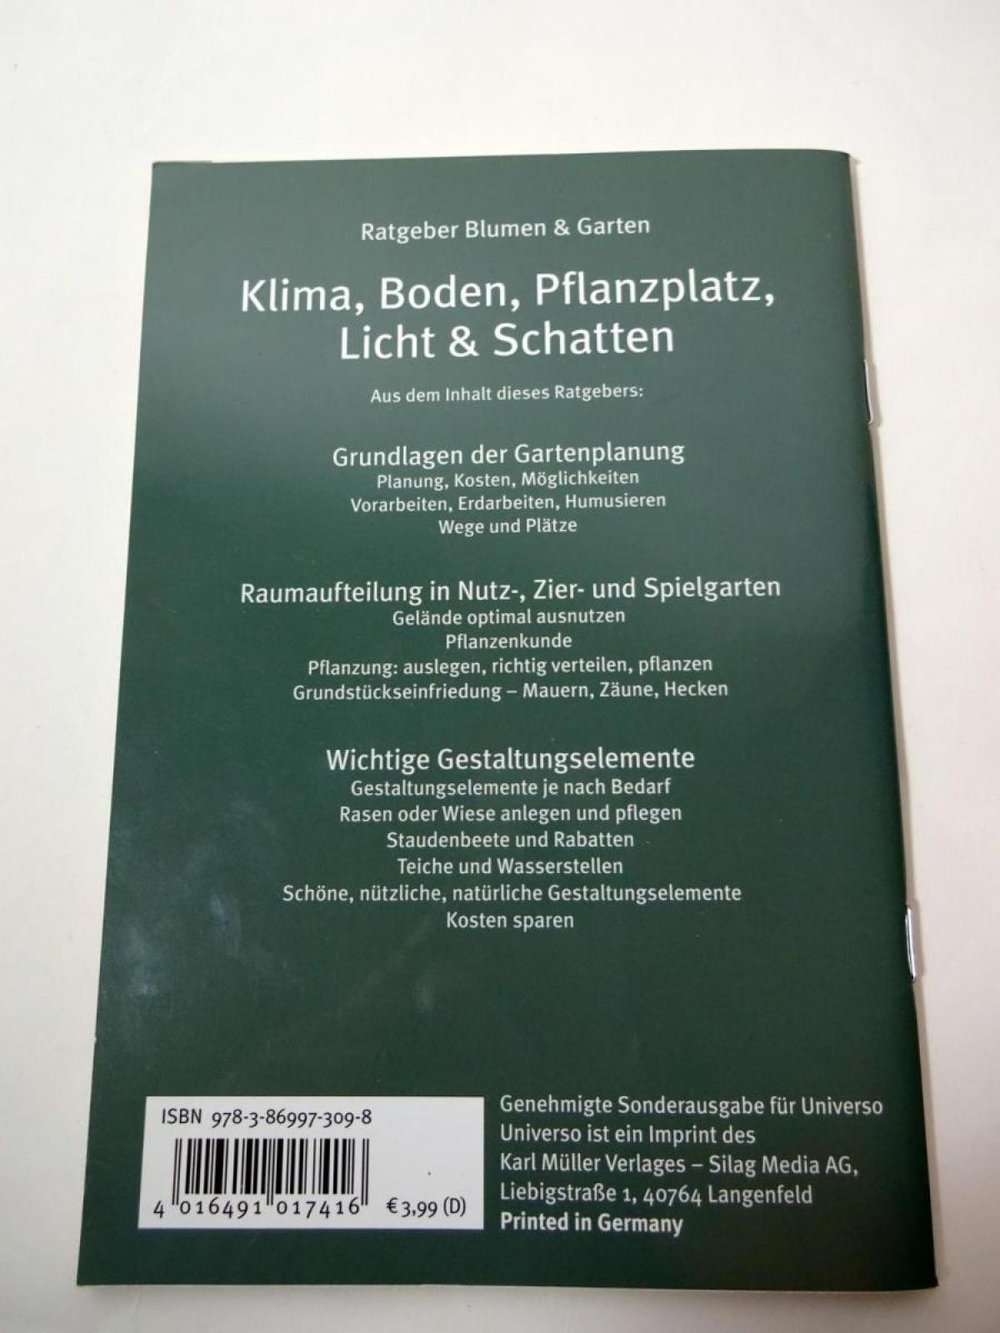 Ratgeber Blumen & Garten
Klima, Boden, Pflanzplatz,
Licht & Schatten
Aus dem Inhalt dieses Ratgebers:
Grundlagen der Gartenplanung
Planung, Kosten, Möglichkeiten
Vorarbeiten, Erdarbeiten, Humusieren
Wege und Plätze
Raumaufteilung in Nutz-, Zier- und Spielgarten
Gelände optimal ausnutzen
Pflanzenkunde
Pflanzung: auslegen, richtig verteilen, pflanzen
Grundstückseinfriedung – Mauern, Zäune, Hecken
Wichtige Gestaltungselemente
Gestaltungselemente je nach Bedarf
Rasen oder Wiese anlegen und pflegen
Staudenbeete und Rabatten
Teiche und Wasserstellen
Schöne, nützliche, natürliche Gestaltungselemente
Kosten sparen
ISBN 978-3-86997-309-8
4 016491 017416 € 3,99 (D)
Genehmigte Sonderausgabe für Universo
Universo ist ein Imprint des
Karl Müller Verlages – Silag Media AG,
Liebigstraße 1, 40764 Langenfeld
Printed in Germany